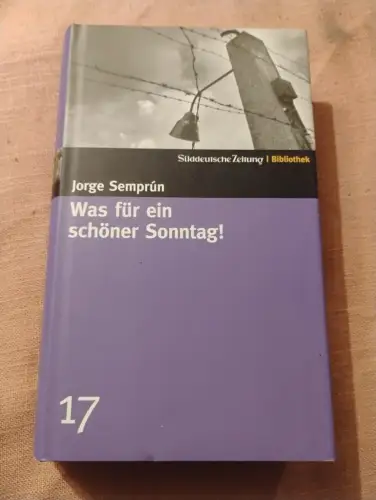 Süddeutsche Zeitung | Bibliothek
Jorge Semprún
Was für ein
schöner Sonntag!
17